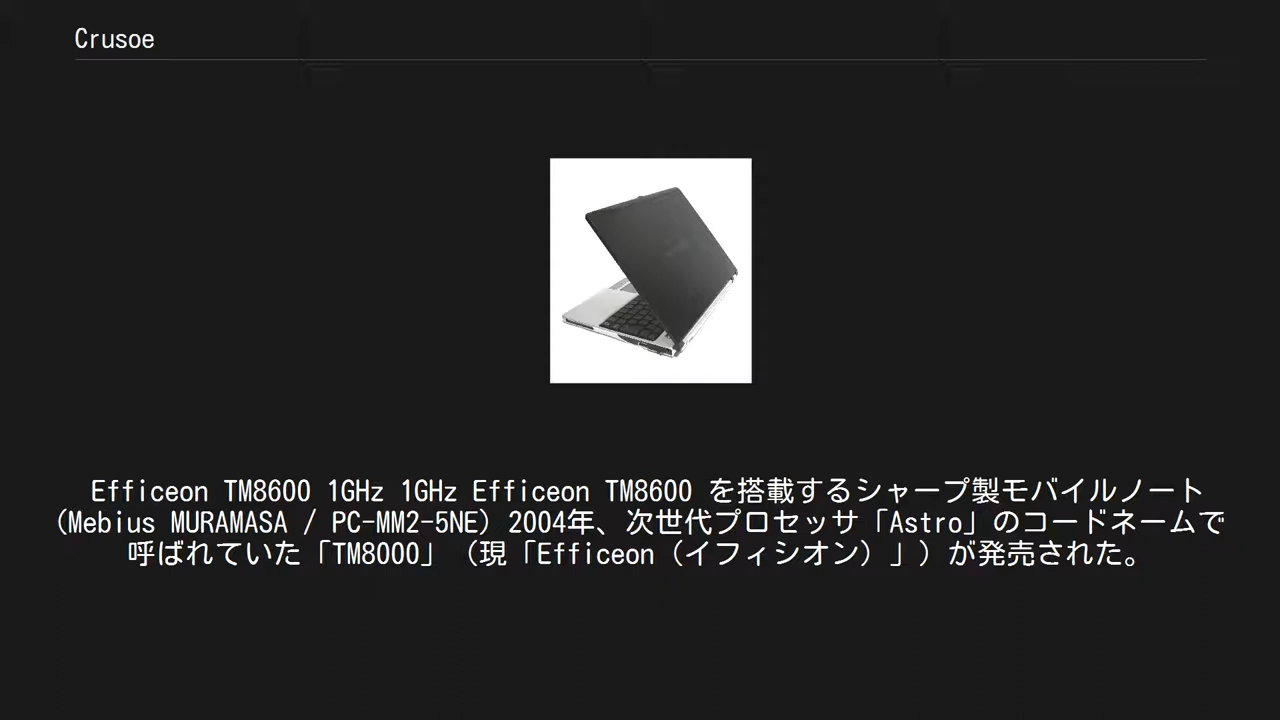 Crusoe
Efficeon TM8600 1GHz 1GHz Efficeon TM8600 を搭載するシャープ製モバイルノート
（Mebius MURAMASA / PC-MM2-5NE）2004年、次世代プロセッサ「Astro」のコードネームで
呼ばれていた「TM8000」（現「Efficeon（イフィシオン）」）が発売された。